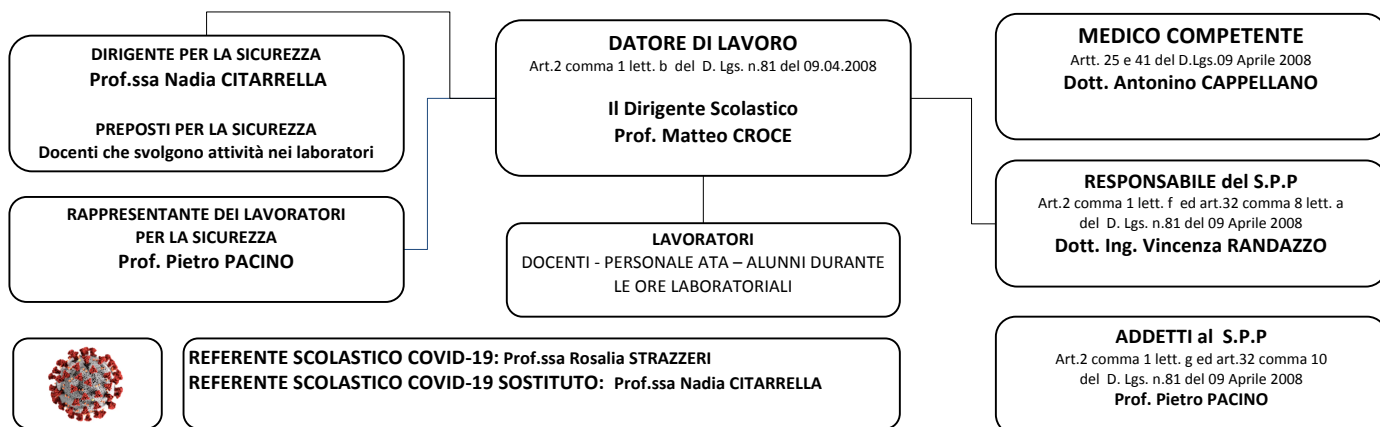 DIRIGENTE PER LA SICUREZZA
Prof.ssa Nadia CITARRELLA
PREPOSTI PER LA SICUREZZA
Docenti che svolgono attività nei laboratori
RAPPRESENTANTE DEI LAVORATORI
PER LA SICUREZZA
Prof. Pietro PACINO
DATORE DI LAVORO
Art.2 comma 1 lett. b del D. Lgs. n.81 del 09.04.2008
Il Dirigente Scolastico
Prof. Matteo CROCE
LAVORATORI
DOCENTI - PERSONALE ATA – ALUNNI DURANTE
LE ORE LABORATORIALI
MEDICO COMPETENTE
Artt. 25 e 41 del D.Lgs.09 Aprile 2008
Dott. Antonino CAPPELLANO
RESPONSABILE del S.P.P
Art.2 comma 1 lett. f ed art.32 comma 8 lett. a
del D. Lgs. n.81 del 09 Aprile 2008
Dott. Ing. Vincenza RANDAZZO
ADDETTI al S.P.P
Art.2 comma 1 lett. g ed art.32 comma 10
del D. Lgs. n.81 del 09 Aprile 2008
Prof. Pietro PACINO
REFERENTE SCOLASTICO COVID-19: Prof.ssa Rosalia STRAZZERI
REFERENTE SCOLASTICO COVID-19 SOSTITUTO: Prof.ssa Nadia CITARRELLA